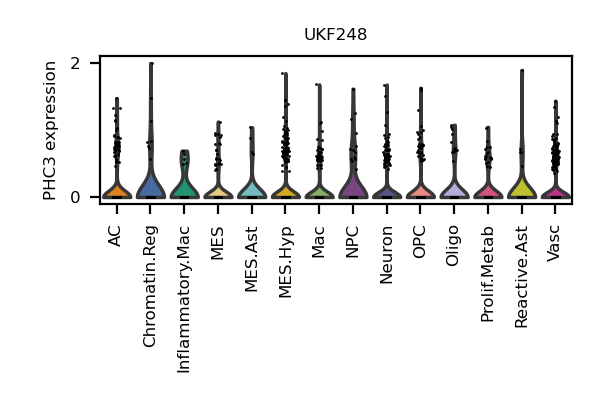 UKF248
PHC3 expression
2
0
AC
Chromatin.Reg
Inflammatory.Mac
MES
MES.Ast
MES.Hyp
Mac
NPC
Neuron
OPC
Oligo
Prolif.Metab
Reactive.Ast
Vasc